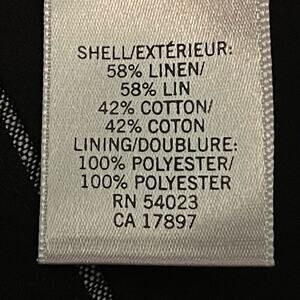 SHELL/EXTÉRIEUR:
58% LINEN/
58% LIN
42% COTTON/
42% COTON
LINING/DOUBLURE:
100% POLYESTER/
100% POLYESTER
RN 54023
CA 17897